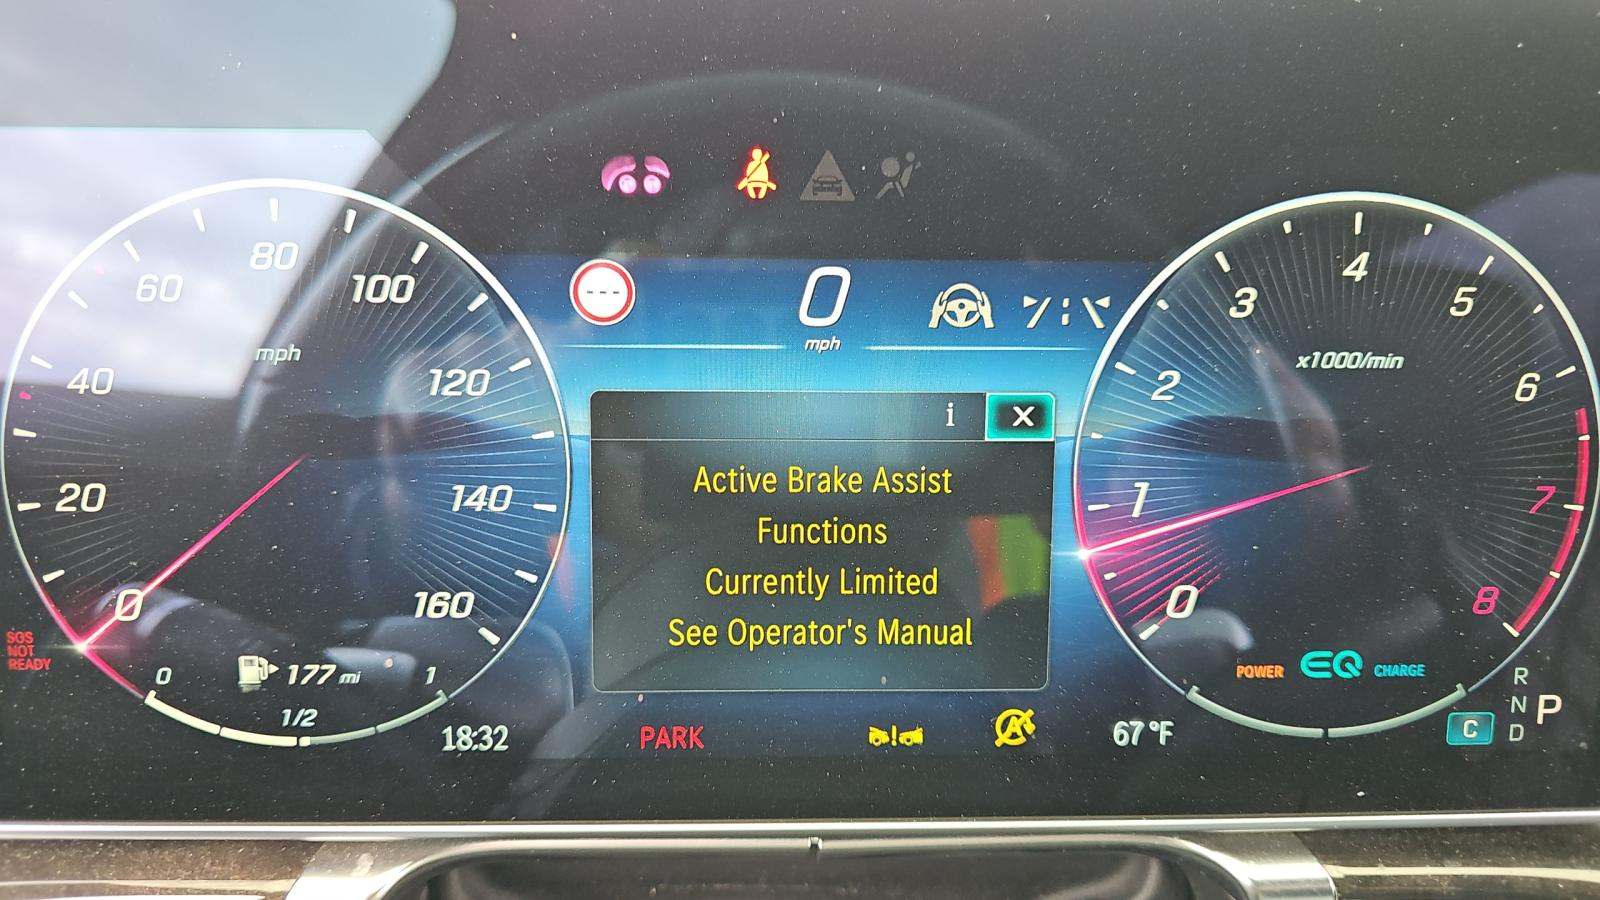 80
60
100
mph
40
120
20
140
0
160
SOS
NOT
READY
0
177 mi
1
1/2
18:32
---
0
mph
i
X
Active Brake Assist
Functions
Currently Limited
See Operator's Manual
PARK
A
67 °F
4
3
5
x1000/min
2
6
1
7
0
8
POWER
EQ
CHARGE
R
N
P
C
D